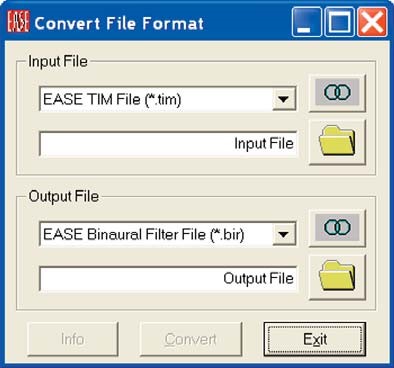 EASE Convert File Format
Input File
EASE TIM File (*.tim)
Input File
Output File
EASE Binaural Filter File (*.bir)
Output File
Info Convert Exit